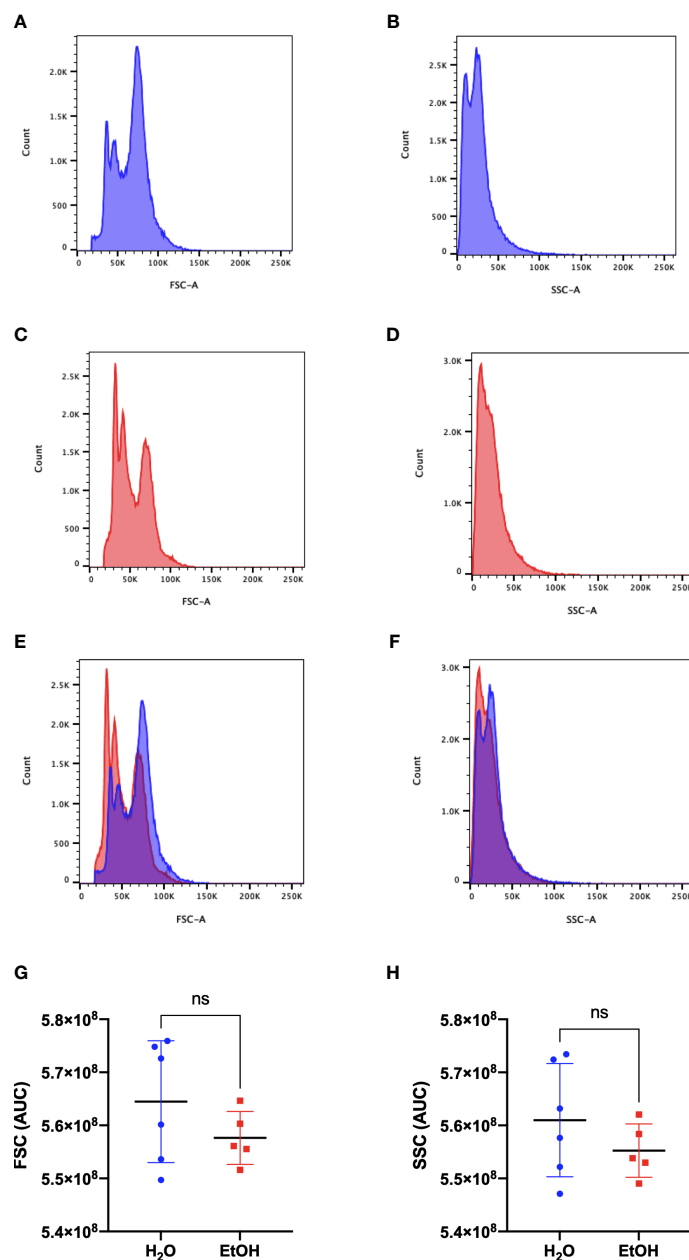 A
B
2.0K
1.5K
1.0K
500
0
Count
0 50K 100K 150K 200K 250K
FSC-A
2.5K
2.0K
1.5K
1.0K
500
0
Count
0 50K 100K 150K 200K 250K
SSC-A
C
D
2.5K
2.0K
1.5K
1.0K
500
0
Count
0 50K 100K 150K 200K 250K
FSC-A
3.0K
2.0K
1.0K
0
Count
0 50K 100K 150K 200K 250K
SSC-A
E
F
2.5K
2.0K
1.5K
1.0K
500
0
Count
0 50K 100K 150K 200K 250K
FSC-A
3.0K
2.0K
1.0K
0
Count
0 50K 100K 150K 200K 250K
SSC-A
G
H
ns
5.8×10⁸
5.7×10⁸
5.6×10⁸
5.5×10⁸
5.4×10⁸
FSC (AUC)
H₂O EtOH
ns
5.8×10⁸
5.7×10⁸
5.6×10⁸
5.5×10⁸
5.4×10⁸
SSC (AUC)
H₂O EtOH